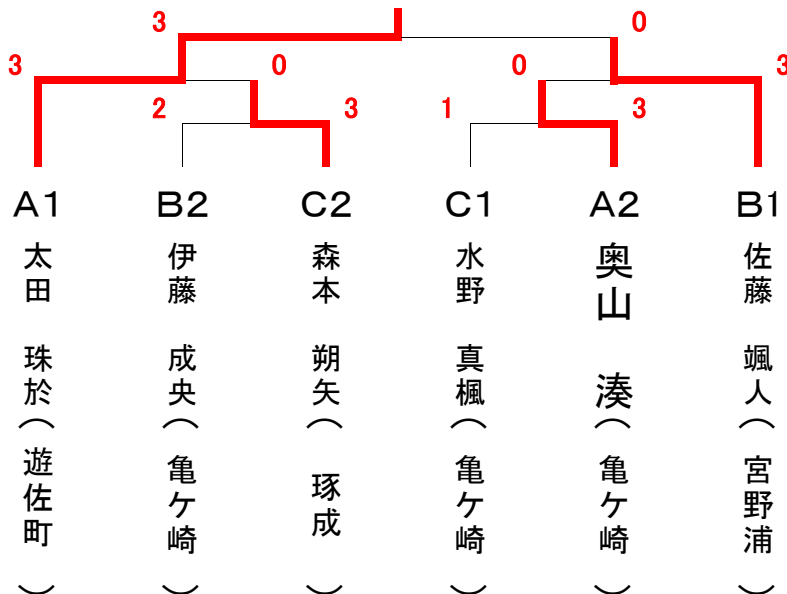 3 0
3 0 0 3
2 3 1 3
A1 B2 C2 C1 A2 B1
太田 珠於(遊佐町)
伊藤 成央(亀ケ崎)
森本 朔矢(琢成)
水野 真楓(亀ケ崎)
奥山 湊(亀ケ崎)
佐藤 颯人(宮野浦)